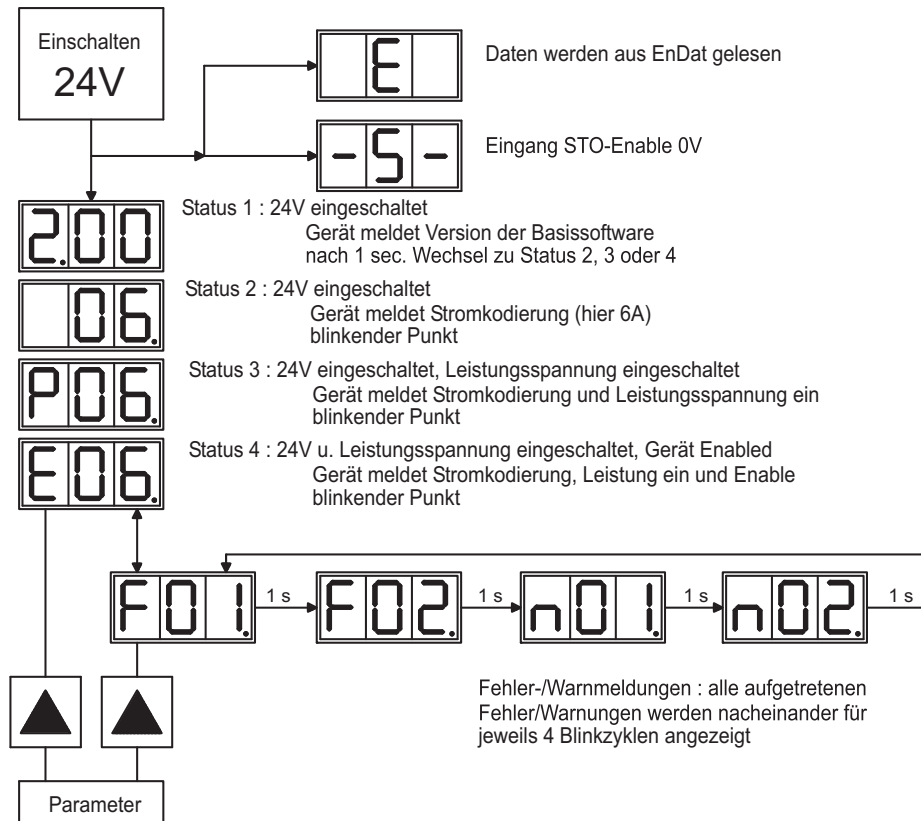 Einschalten
24V
E
Daten werden aus EnDat gelesen
-S-
Eingang STO-Enable 0V
2.00
Status 1 : 24V eingeschaltet
Gerät meldet Version der Basissoftware
nach 1 sec. Wechsel zu Status 2, 3 oder 4
06.
Status 2 : 24V eingeschaltet
Gerät meldet Stromkodierung (hier 6A)
blinkender Punkt
P06.
Status 3 : 24V eingeschaltet, Leistungsspannung eingeschaltet
Gerät meldet Stromkodierung und Leistungsspannung ein
blinkender Punkt
E06.
Status 4 : 24V u. Leistungsspannung eingeschaltet, Gerät Enabled
Gerät meldet Stromkodierung, Leistung ein und Enable
blinkender Punkt
F01. 1 s F02. 1 s n01. 1 s n02. 1 s
Fehler-/Warnmeldungen : alle aufgetretenen
Fehler/Warnungen werden nacheinander für
jeweils 4 Blinkzyklen angezeigt
Parameter